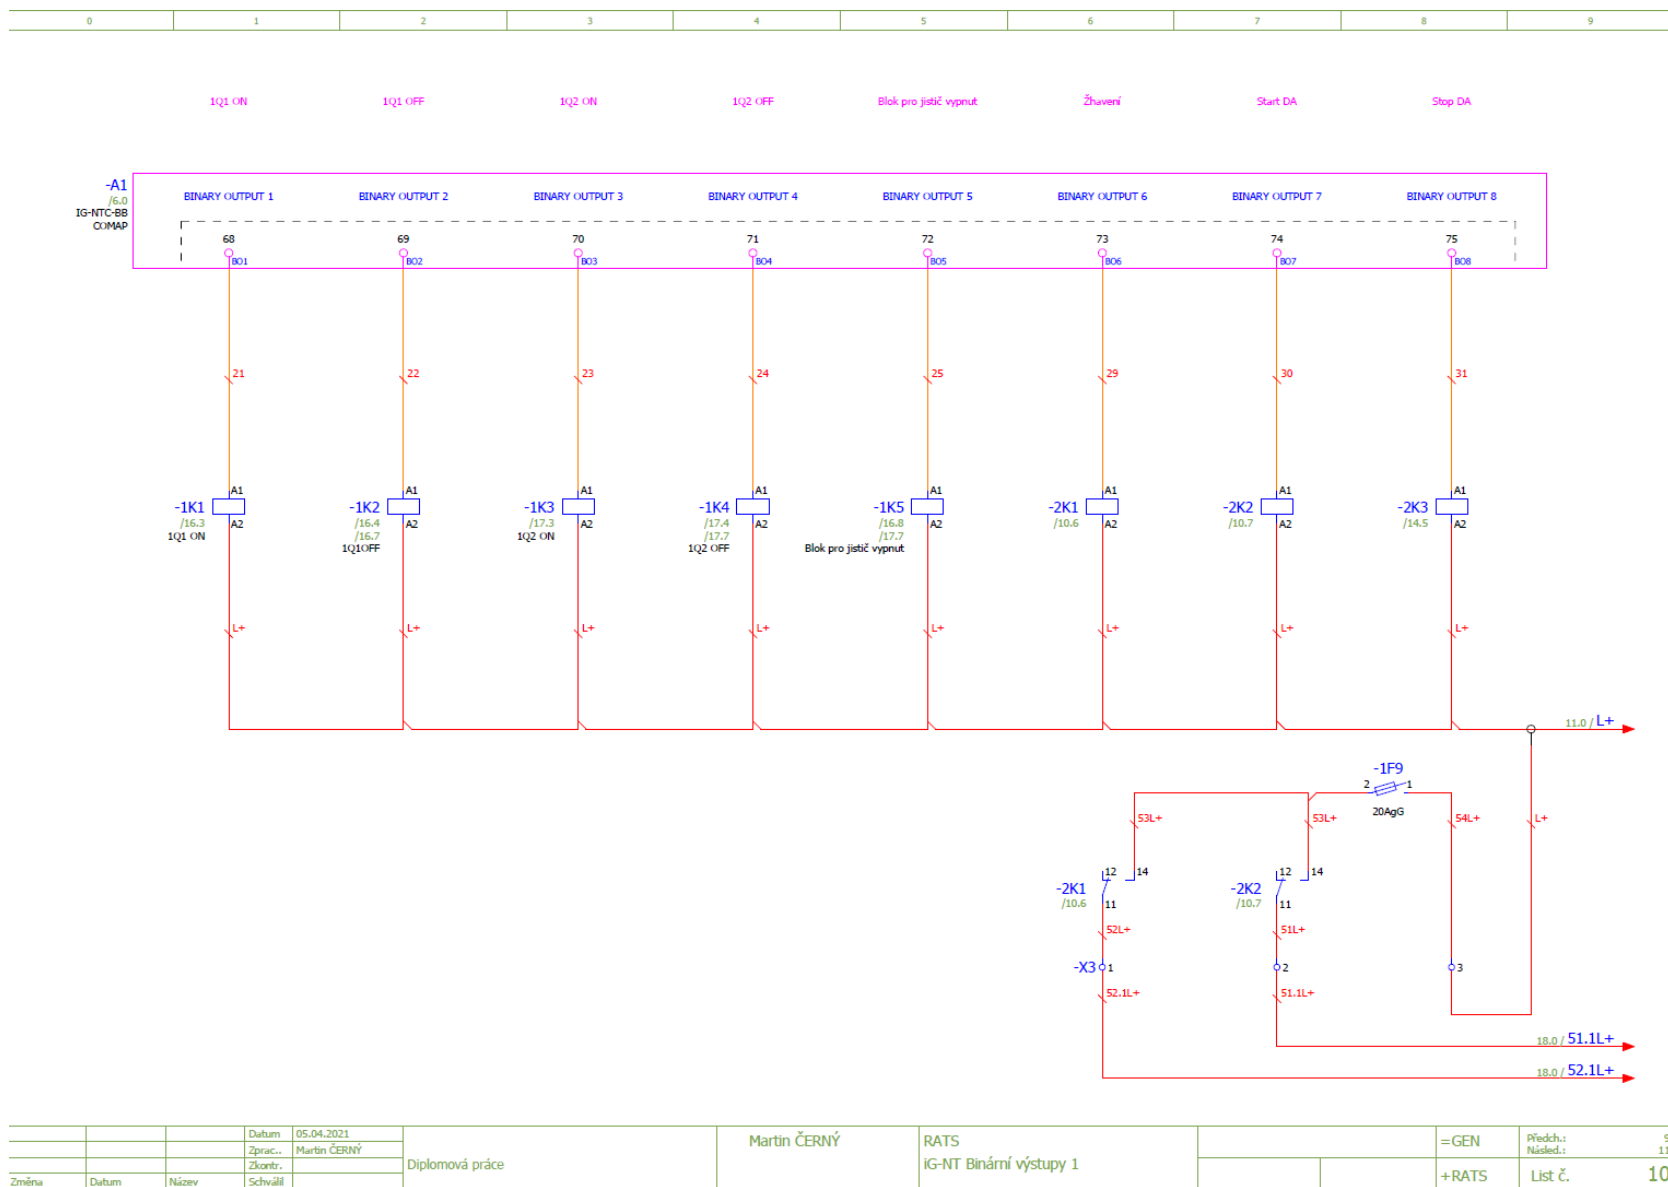 0 1 2 3 4 5 6 7 8 9
1Q1 ON 1Q1 OFF 1Q2 ON 1Q2 OFF Blok pro jistič vypnut Žhavení Start DA Stop DA
-A1
/6.0
IG-NTC-BB
COMAP
BINARY OUTPUT 1 BINARY OUTPUT 2 BINARY OUTPUT 3 BINARY OUTPUT 4 BINARY OUTPUT 5 BINARY OUTPUT 6 BINARY OUTPUT 7 BINARY OUTPUT 8
68 69 70 71 72 73 74 75
BO1 BO2 BO3 BO4 BO5 BO6 BO7 BO8
21 22 23 24 25 29 30 31
A1 A1 A1 A1 A1 A1 A1 A1
-1K1 -1K2 -1K3 -1K4 -1K5 -2K1 -2K2 -2K3
/16.3 A2 /16.4 A2 /17.3 A2 /17.4 A2 /16.8 A2 /10.6 A2 /10.7 A2 /14.5 A2
1Q1 ON /16.7 1Q2 ON /17.7 /17.7
1Q1OFF 1Q2 OFF Blok pro jistič vypnut
L+ L+ L+ L+ L+ L+ L+ L+
11.0 / L+
-1F9
2 1
20AgG
53L+ 53L+ 54L+ L+
12 14 12 14
-2K1 -2K2
/10.6 11 /10.7 11
52L+ 51L+
-X3 1 2 3
52.1L+ 51.1L+
18.0 / 51.1L+
18.0 / 52.1L+
Datum 05.04.2021
Zprac.. Martin ČERNÝ
Zkontr.
Změna Datum Název Schválil
Diplomová práce
Martin ČERNÝ
RATS
iG-NT Binární výstupy 1
=GEN
+RATS
Předch.: 9
Násled.: 11
List č. 10